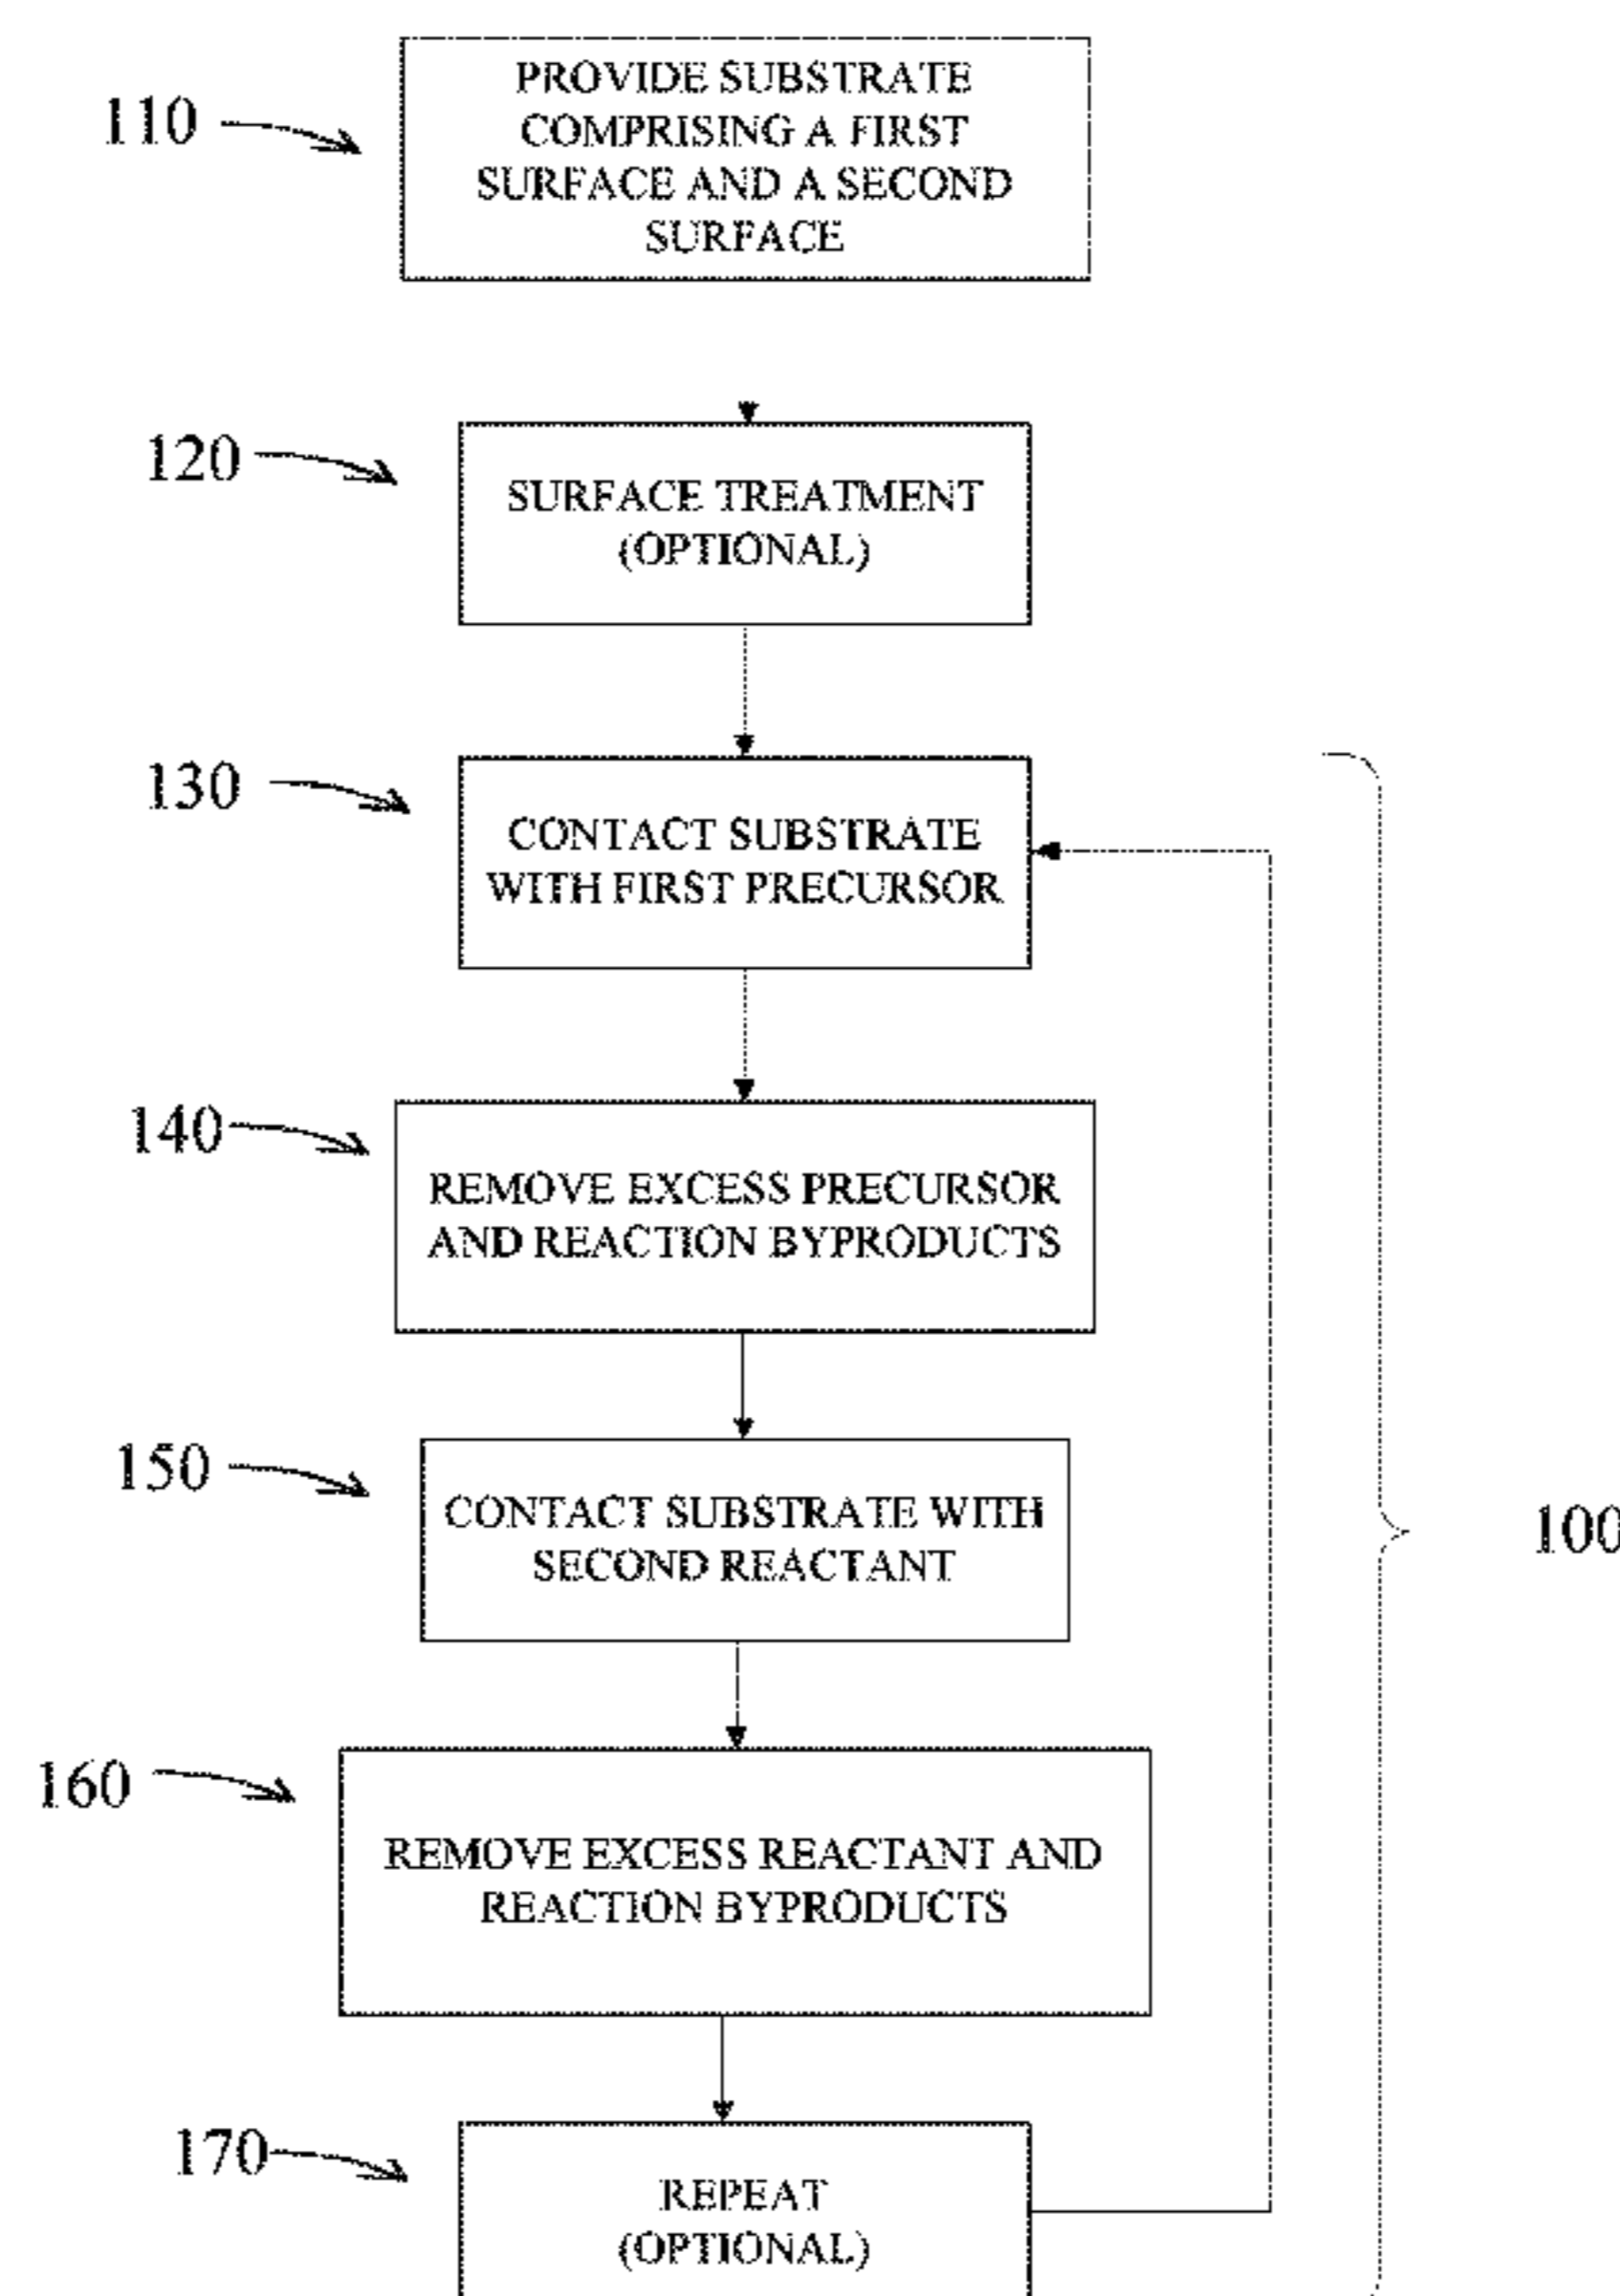 110
PROVIDE SUBSTRATE
COMPRISING A FIRST
SURFACE AND A SECOND
SURFACE
120
SURFACE TREATMENT
(OPTIONAL)
130
CONTACT SUBSTRATE
WITH FIRST PRECURSOR
140
REMOVE EXCESS PRECURSOR
AND REACTION BYPRODUCTS
150
CONTACT SUBSTRATE WITH
SECOND REACTANT
100
160
REMOVE EXCESS REACTANT AND
REACTION BYPRODUCTS
170
REPEAT
(OPTIONAL)